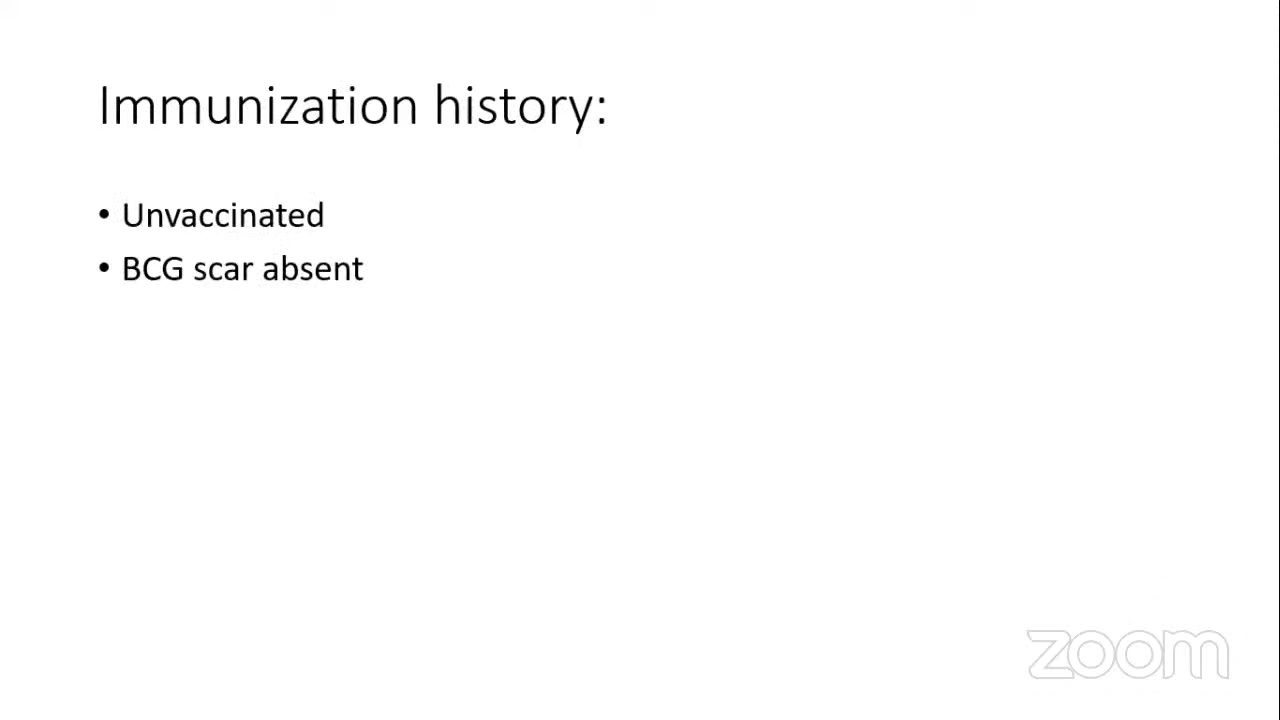 Immunization history:
• Unvaccinated
• BCG scar absent
zoom